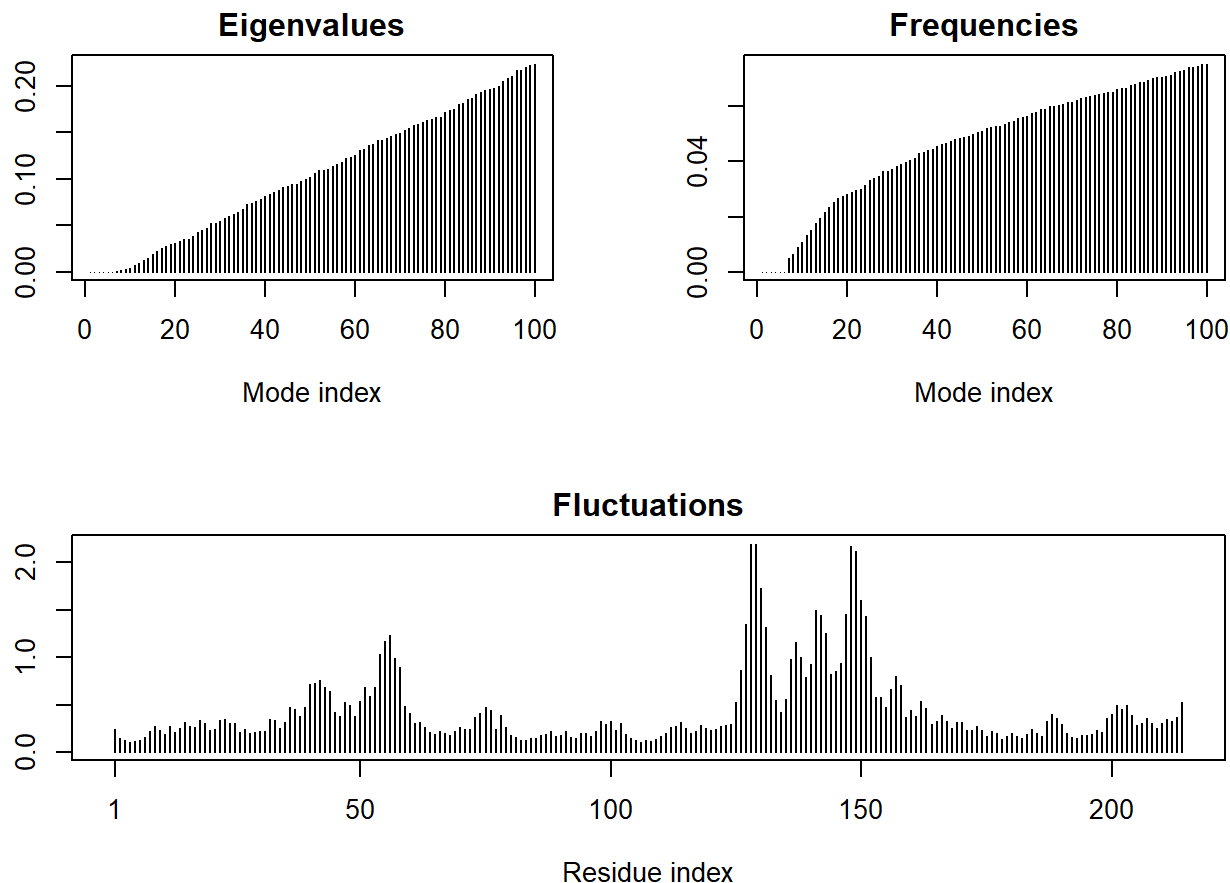 Eigenvalues
0.00 0.10 0.20
0 20 40 60 80 100
Mode index
Frequencies
0.00 0.04
0 20 40 60 80 100
Mode index
Fluctuations
0.0 1.0 2.0
1 50 100 150 200
Residue index